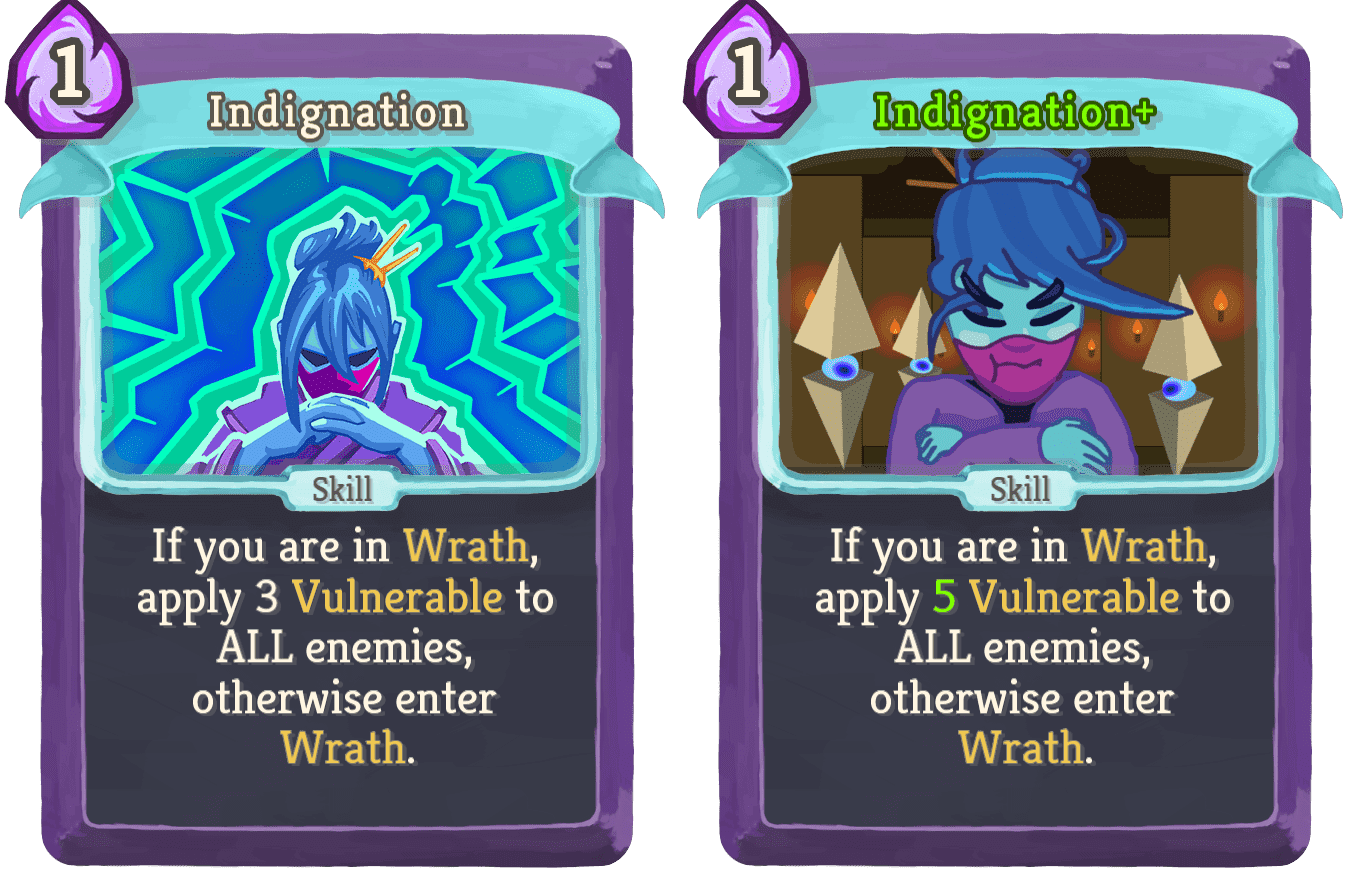 1
Indignation
Skill
If you are in Wrath,
apply 3 Vulnerable to
ALL enemies,
otherwise enter
Wrath.
1
Indignation+
Skill
If you are in Wrath,
apply 5 Vulnerable to
ALL enemies,
otherwise enter
Wrath.